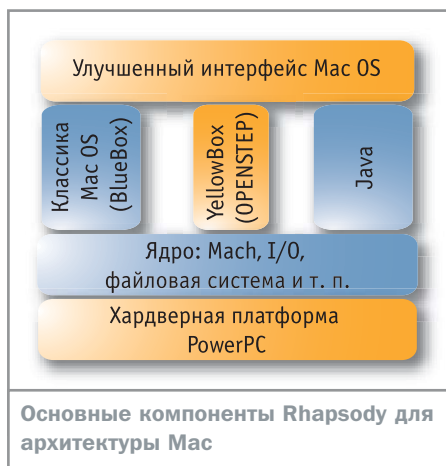 Улучшенный интерфейс Mac OS
Классика
Mac OS
(BlueBox)
YellowBox
(OPENSTEP)
Java
Ядро: Mach, I/O,
файловая система и т. п.
Хардверная платформа
PowerPC
Основные компоненты Rhapsody для
архитектуры Mac